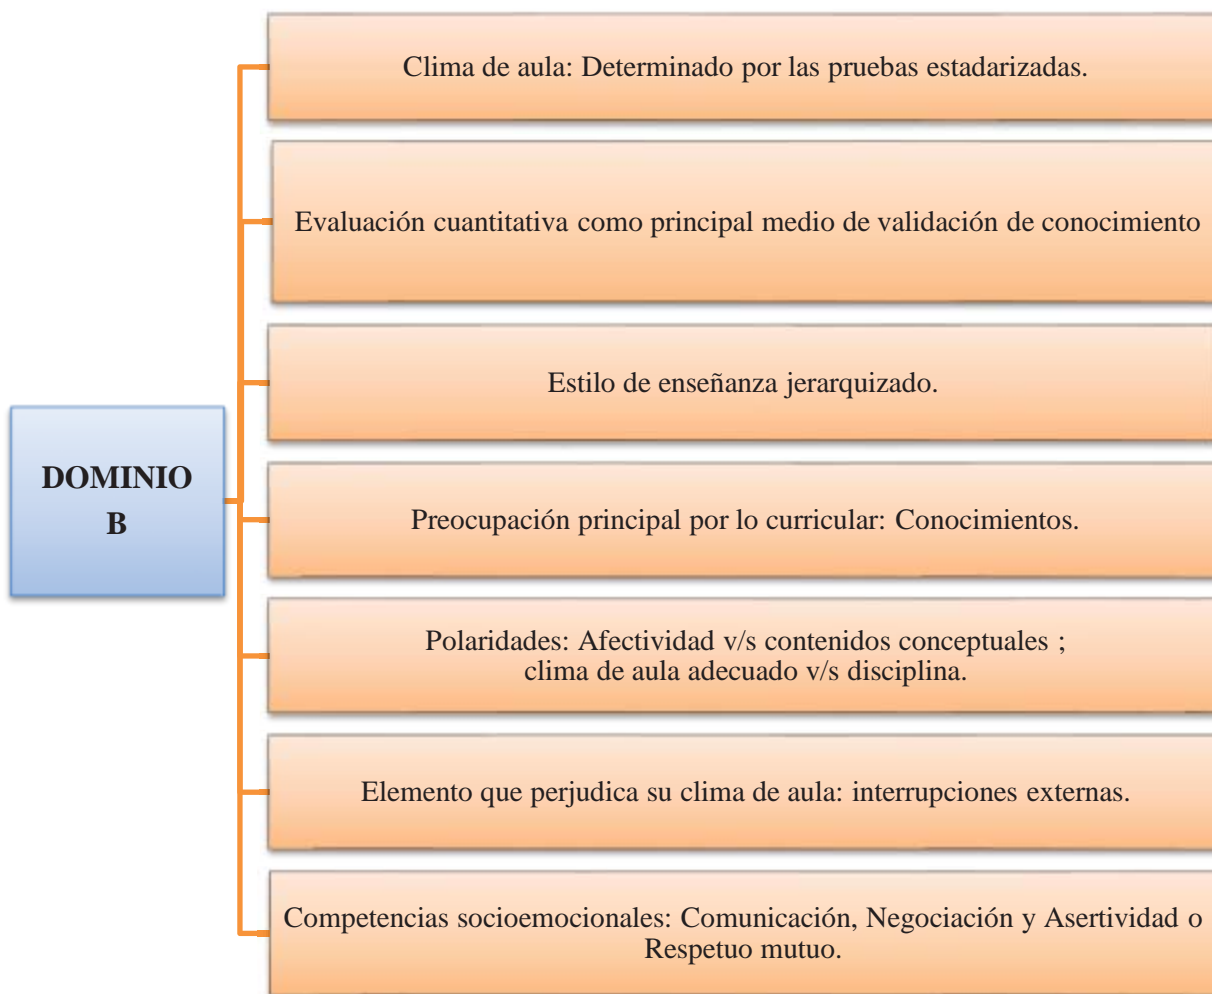 Clima de aula: Determinado por las pruebas estadarizadas.
Evaluación cuantitativa como principal medio de validación de conocimiento
Estilo de enseñanza jerarquizado.
DOMINIO
B
Preocupación principal por lo curricular: Conocimientos.
Polaridades: Afectividad v/s contenidos conceptuales ;
clima de aula adecuado v/s disciplina.
Elemento que perjudica su clima de aula: interrupciones externas.
Competencias socioemocionales: Comunicación, Negociación y Asertividad o
Respetuo mutuo.